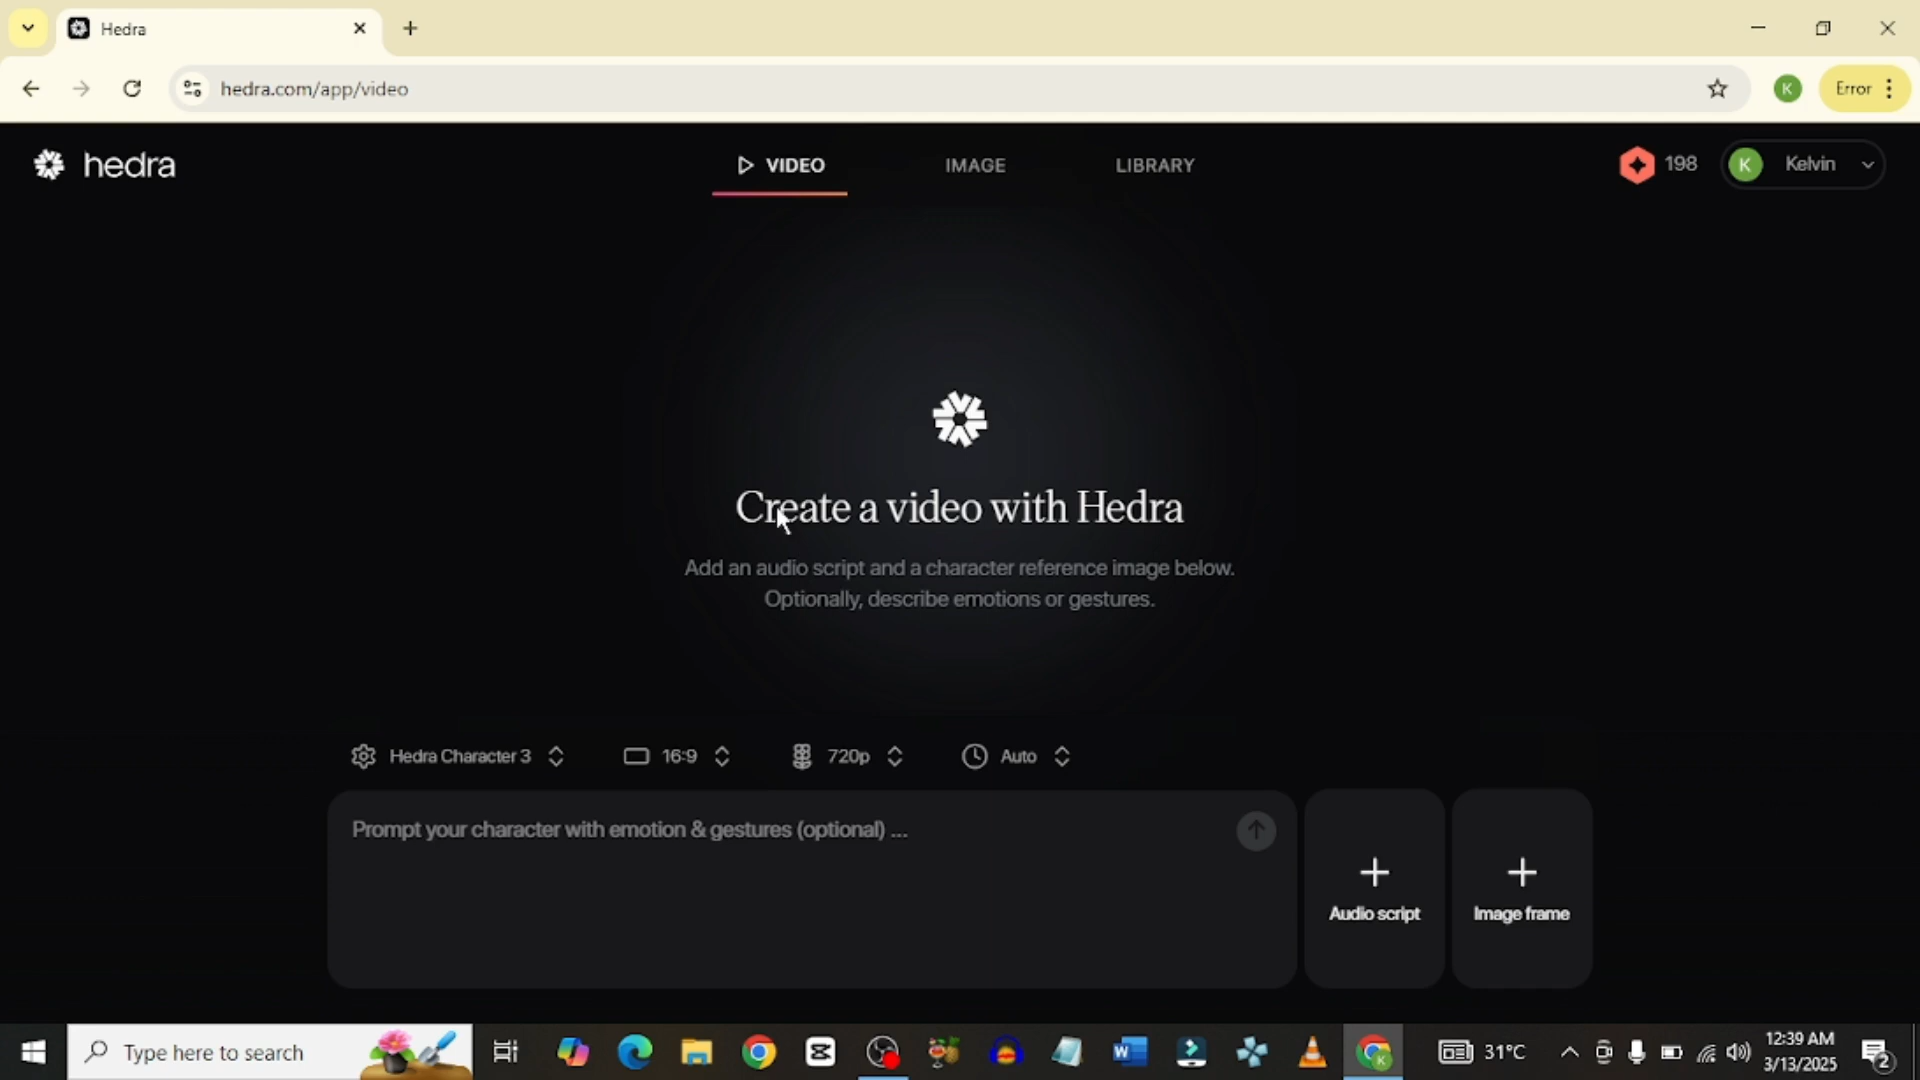 Hedra
hedra.com/app/video
K
Error
hedra
VIDEO
IMAGE
LIBRARY
198
K
Kelvin
Create a video with Hedra
Add an audio script and a character reference image below.
Optionally, describe emotions or gestures.
Hedra Character 3
16:9
720p
Auto
Prompt your character with emotion & gestures (optional) ...
Audio script
Image frame
Type here to search
31°C
12:39 AM
3/13/2025
2